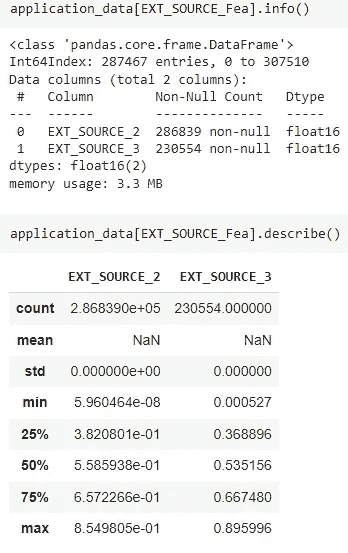 application_data[EXT_SOURCE_Fea].info()
<class 'pandas.core.frame.DataFrame'>
Int64Index: 287467 entries, 0 to 307510
Data columns (total 2 columns):
# Column Non-Null Count Dtype
--- ------ -------------- -----
0 EXT_SOURCE_2 286839 non-null float16
1 EXT_SOURCE_3 230554 non-null float16
dtypes: float16(2)
memory usage: 3.3 MB
application_data[EXT_SOURCE_Fea].describe()
EXT_SOURCE_2 EXT_SOURCE_3
count 2.868390e+05 230554.000000
mean NaN NaN
std 0.000000e+00 0.000000
min 5.960464e-08 0.000527
25% 3.820801e-01 0.368896
50% 5.585938e-01 0.535156
75% 6.572266e-01 0.667480
max 8.549805e-01 0.895996